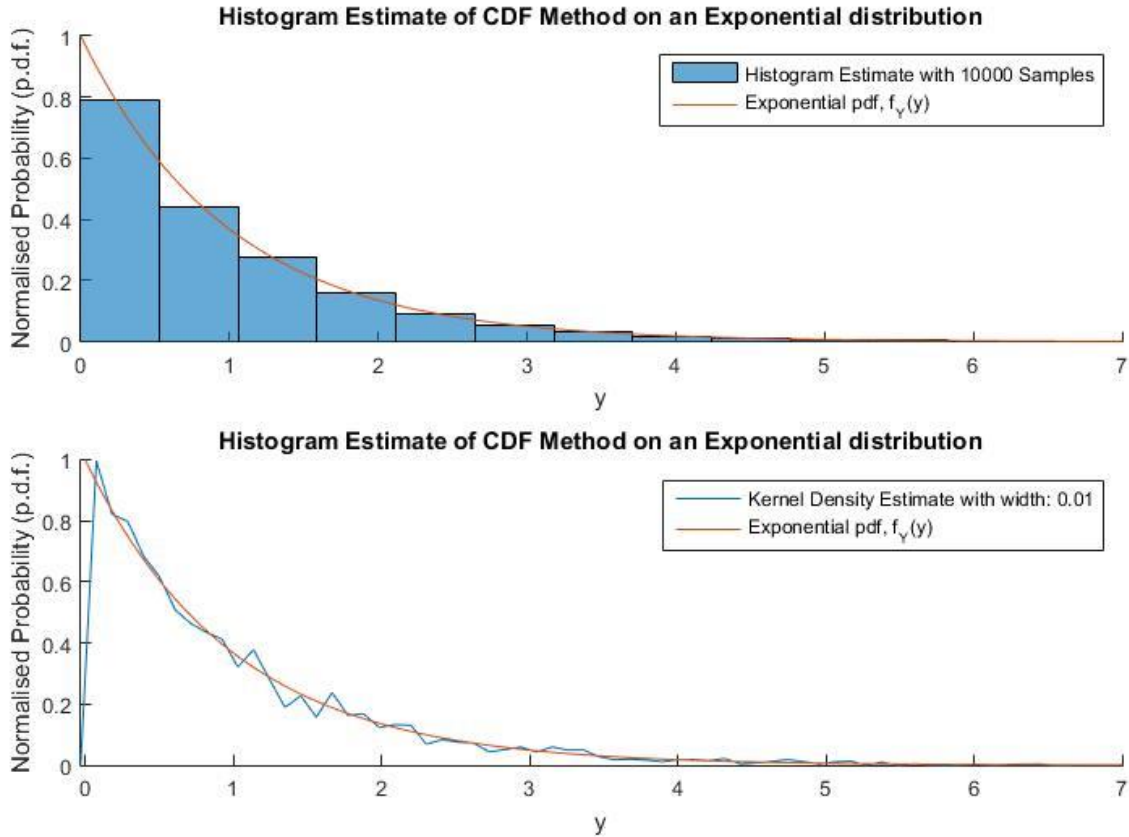 Histogram Estimate of CDF Method on an Exponential distribution
Normalised Probability (p.d.f.)
1
0.8
0.6
0.4
0.2
0
Histogram Estimate with 10000 Samples
Exponential pdf, f_Y(y)
0 1 2 3 4 5 6 7
y
Histogram Estimate of CDF Method on an Exponential distribution
Normalised Probability (p.d.f.)
1
0.8
0.6
0.4
0.2
0
Kernel Density Estimate with width: 0.01
Exponential pdf, f_Y(y)
0 1 2 3 4 5 6 7
y